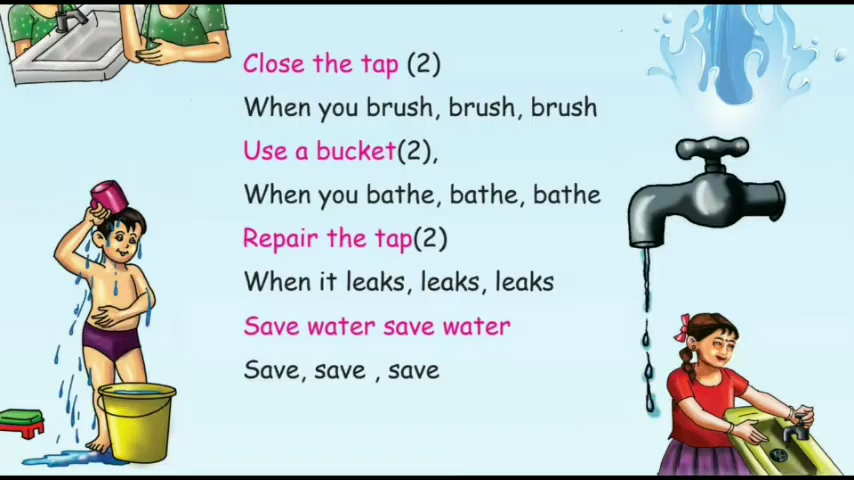 Close the tap (2)
When you brush, brush, brush
Use a bucket(2),
When you bathe, bathe, bathe
Repair the tap(2)
When it leaks, leaks, leaks
Save water save water
Save, save , save